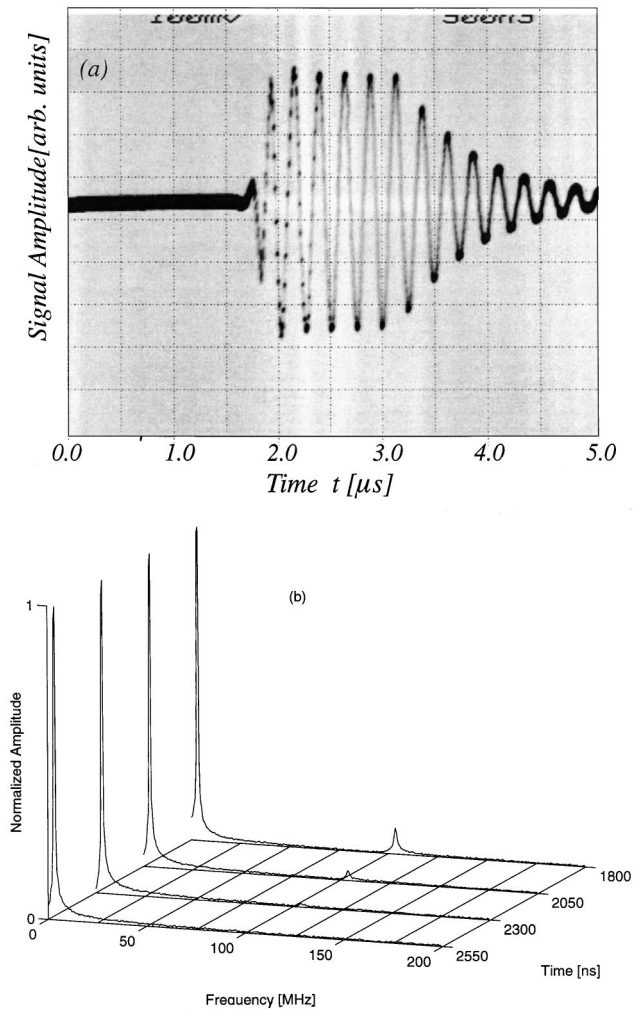 (a)
Signal Amplitude[arb. units]
0.0 1.0 2.0 3.0 4.0 5.0
Time t [μs]
(b)
1
Normalized Amplitude
0
0 50 100 150 200
1800
2050
2300
2550
Time [ns]
Frequency [MHz]